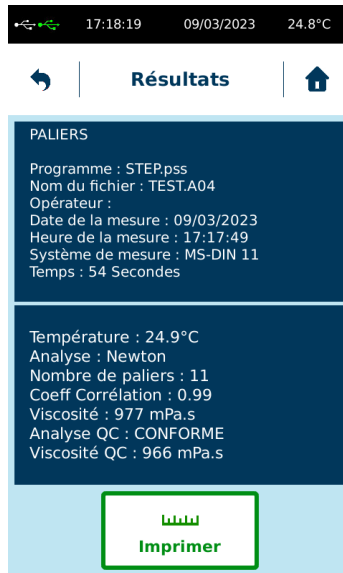 17:18:19 09/03/2023 24.8°C
Résultats
PALIERS
Programme : STEP.pss
Nom du fichier : TEST.A04
Opérateur :
Date de la mesure : 09/03/2023
Heure de la mesure : 17:17:49
Système de mesure : MS-DIN 11
Temps : 54 Secondes
Température : 24.9°C
Analyse : Newton
Nombre de paliers : 11
Coeff Corrélation : 0.99
Viscosité : 977 mPa.s
Analyse QC : CONFORME
Viscosité QC : 966 mPa.s
Imprimer